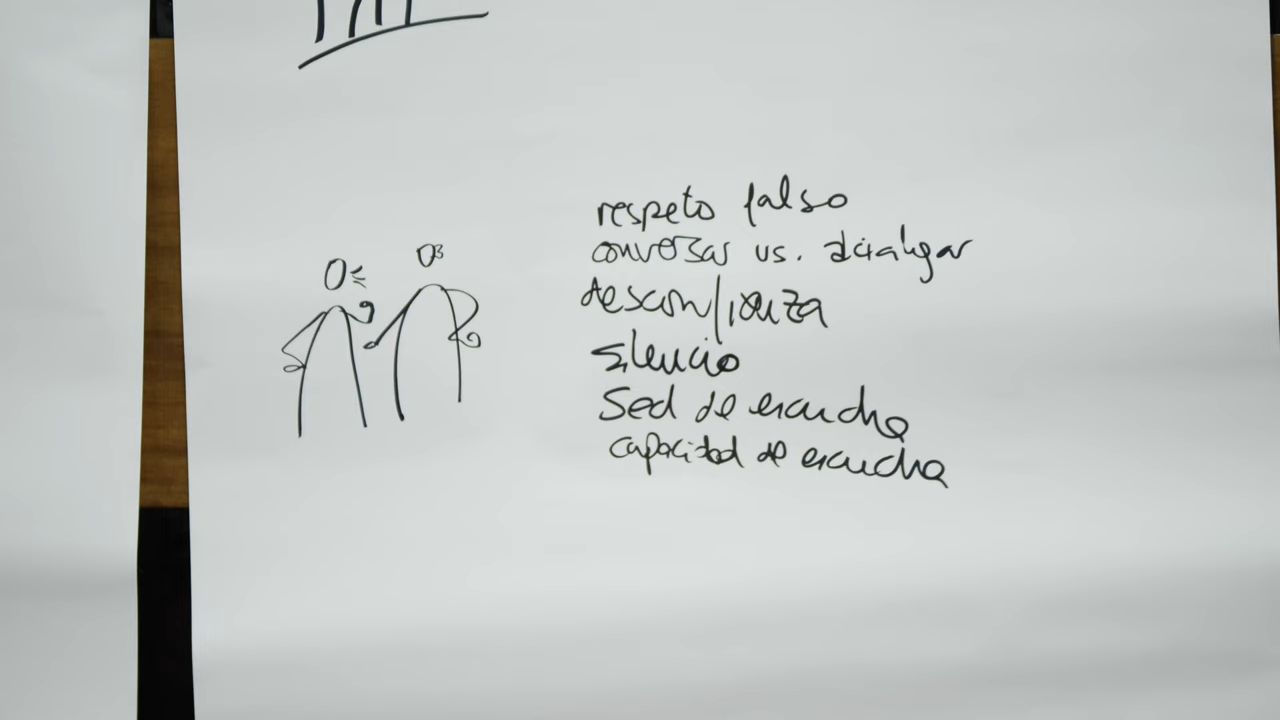 respeto falso
conversar vs. dialogar
desconfianza
silencio
Sed de escucha
capacidad de escucha